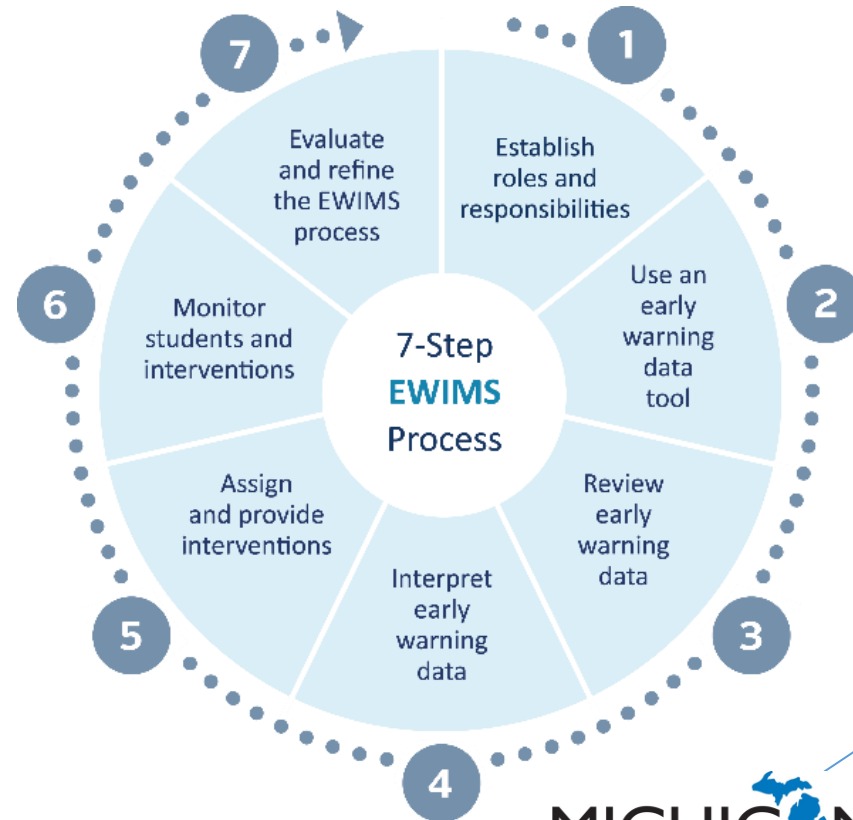 7-Step
EWIMS
Process
1
Establish
roles and
responsibilities
2
Use an
early
warning
data
tool
3
Review
early
warning
data
4
Interpret
early
warning
data
5
Assign
and provide
interventions
6
Monitor
students and
interventions
7
Evaluate
and refine
the EWIMS
process